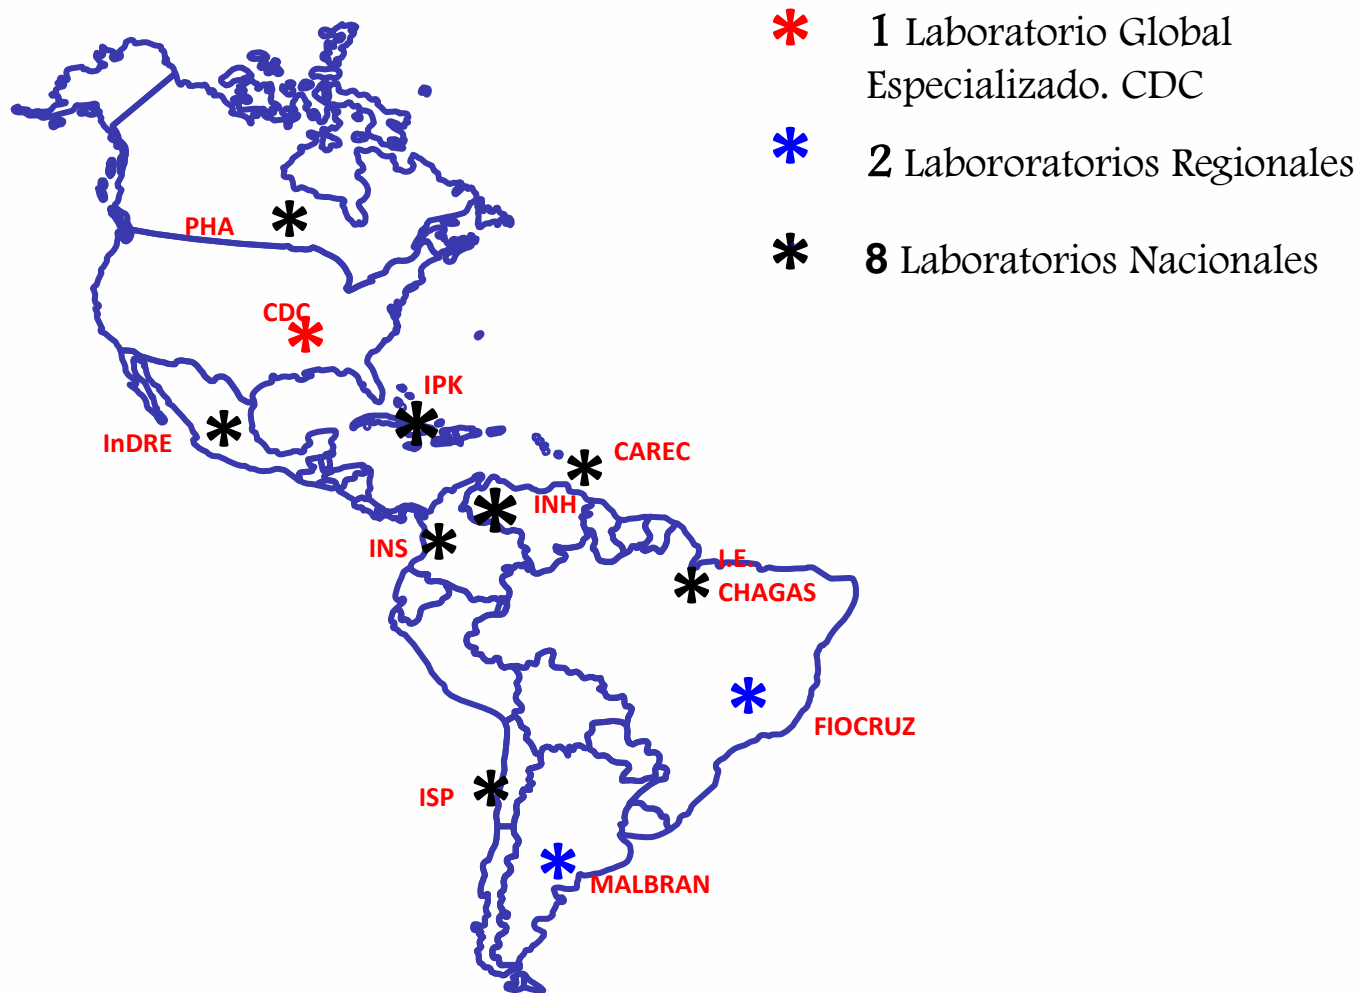 1 Laboratorio Global
Especializado. CDC
2 Labororatorios Regionales
8 Laboratorios Nacionales
PHA
CDC
IPK
InDRE
CAREC
INH
INS
I.E.
CHAGAS
FIOCRUZ
ISP
MALBRAN